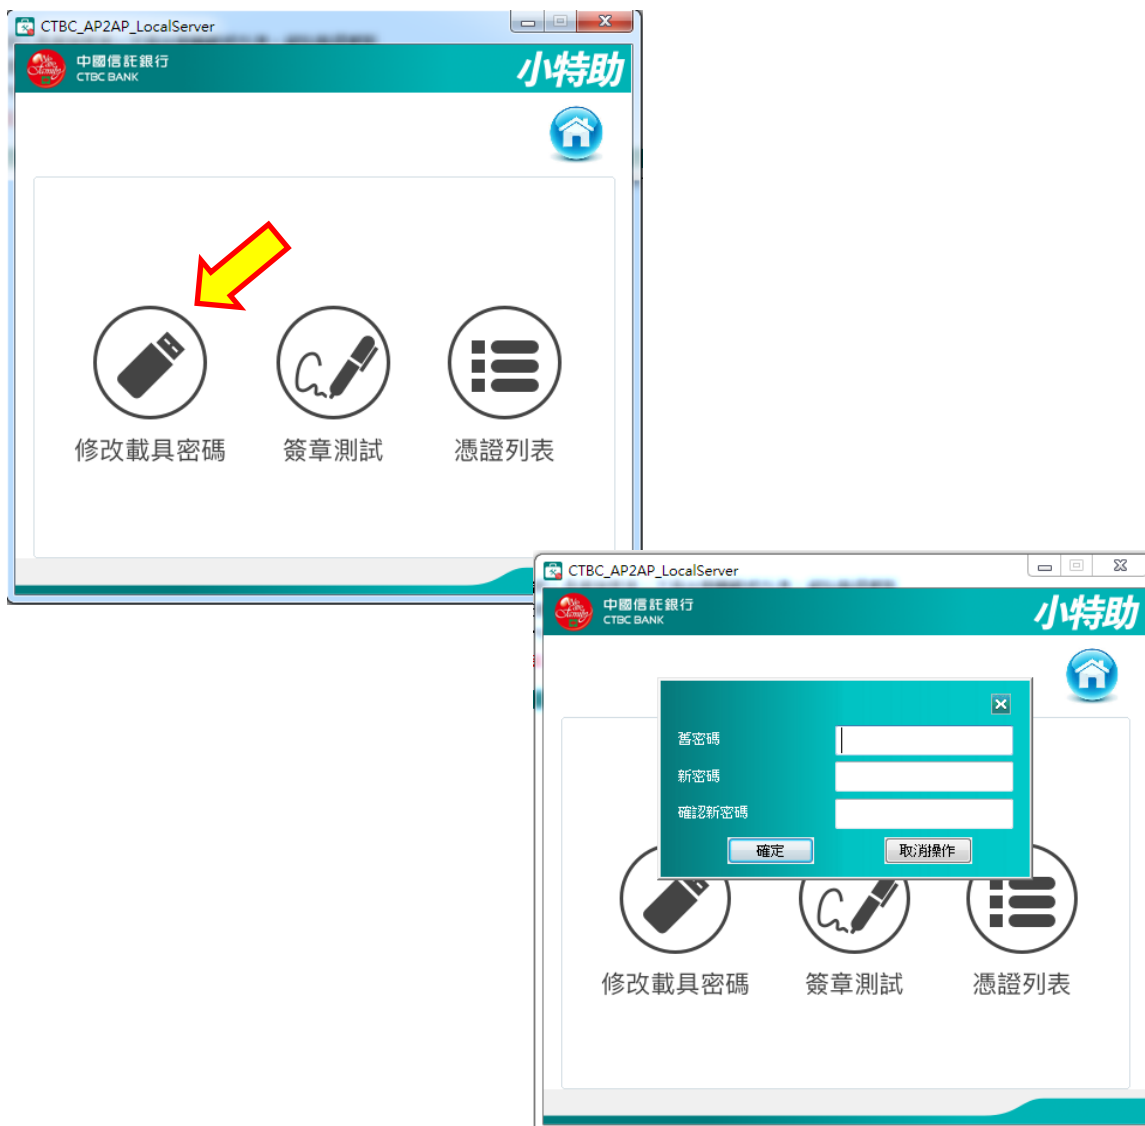 CTBC_AP2AP_LocalServer
中國信託銀行
CTBC BANK
小特助
修改載具密碼
簽章測試
憑證列表
CTBC_AP2AP_LocalServer
中國信託銀行
CTBC BANK
小特助
舊密碼
新密碼
確認新密碼
確定
取消操作
修改載具密碼
簽章測試
憑證列表